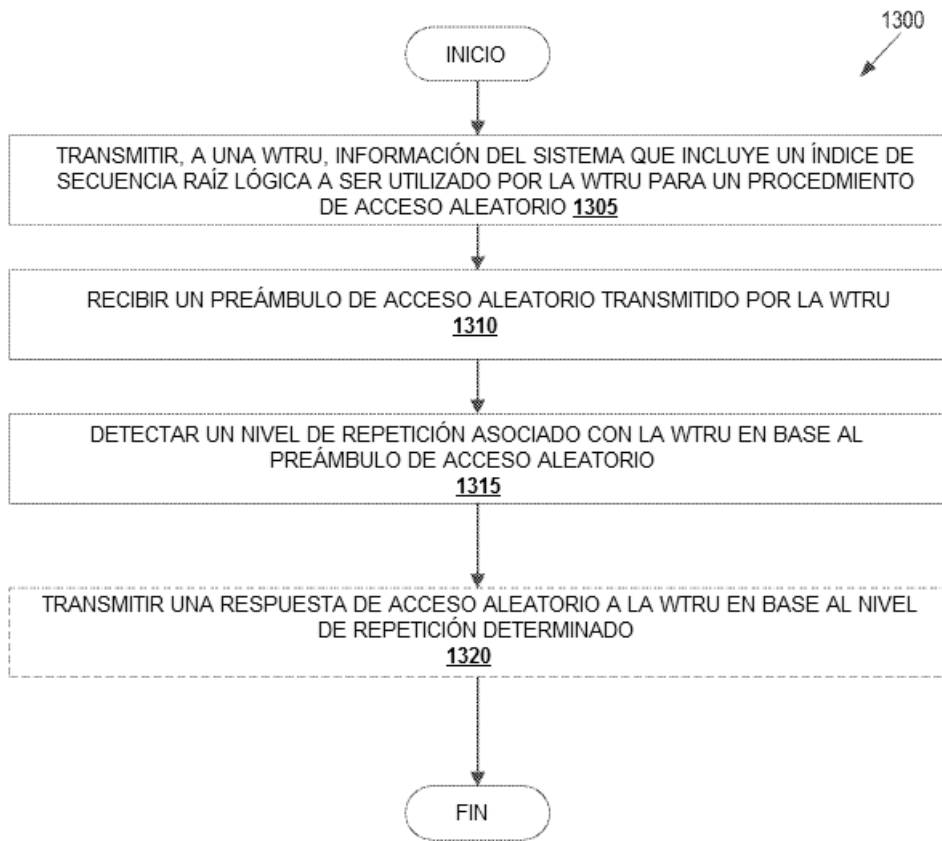 1300
INICIO
TRANSMITIR, A UNA WTRU, INFORMACIÓN DEL SISTEMA QUE INCLUYE UN ÍNDICE DE
SECUENCIA RAÍZ LÓGICA A SER UTILIZADO POR LA WTRU PARA UN PROCEDMIENTO
DE ACCESO ALEATORIO 1305
RECIBIR UN PREÁMBULO DE ACCESO ALEATORIO TRANSMITIDO POR LA WTRU
1310
DETECTAR UN NIVEL DE REPETICIÓN ASOCIADO CON LA WTRU EN BASE AL
PREÁMBULO DE ACCESO ALEATORIO
1315
TRANSMITIR UNA RESPUESTA DE ACCESO ALEATORIO A LA WTRU EN BASE AL NIVEL
DE REPETICIÓN DETERMINADO
1320
FIN